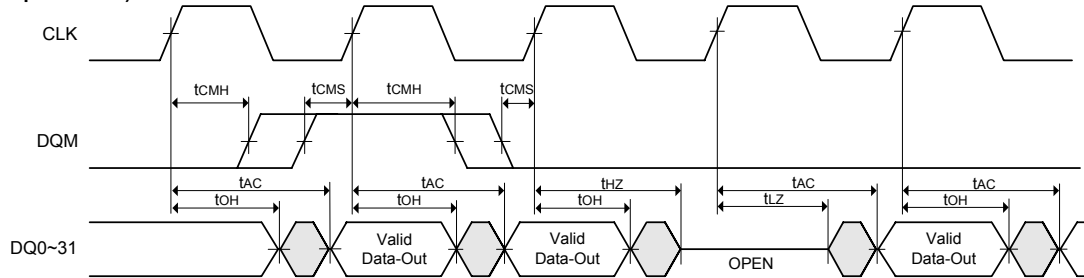 CLK
tCMH
tCMS
tCMH
tCMS
DQM
tAC
tAC
tHZ
tAC
tAC
tOH
tOH
tOH
tLZ
tOH
DQ0~31
Valid
Data-Out
Valid
Data-Out
OPEN
Valid
Data-Out